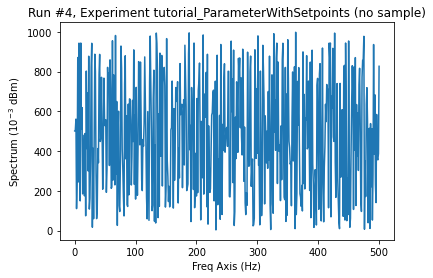 Run #4, Experiment tutorial_ParameterWithSetpoints (no sample)
1000
800
600
400
200
0
Spectrum (10⁻³ dBm)
0 100 200 300 400 500
Freq Axis (Hz)